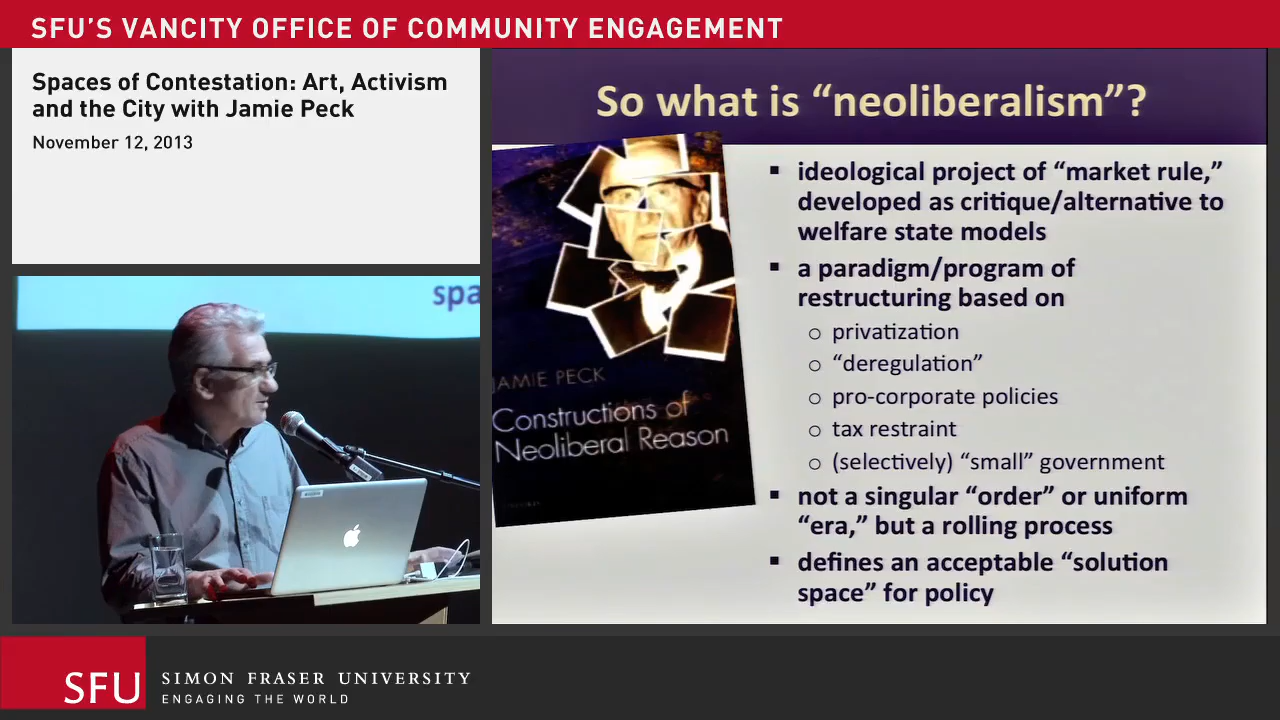 SFU'S VANCITY OFFICE OF COMMUNITY ENGAGEMENT
Spaces of Contestation: Art, Activism
and the City with Jamie Peck
November 12, 2013
spa
So what is “neoliberalism”?
JAMIE PECK
Constructions of
Neoliberal Reason
▪ ideological project of “market rule,”
developed as critique/alternative to
welfare state models
▪ a paradigm/program of
restructuring based on
o privatization
o “deregulation”
o pro-corporate policies
o tax restraint
o (selectively) “small” government
▪ not a singular “order” or uniform
“era,” but a rolling process
▪ defines an acceptable “solution
space” for policy
SFU
SIMON FRASER UNIVERSITY
ENGAGING THE WORLD